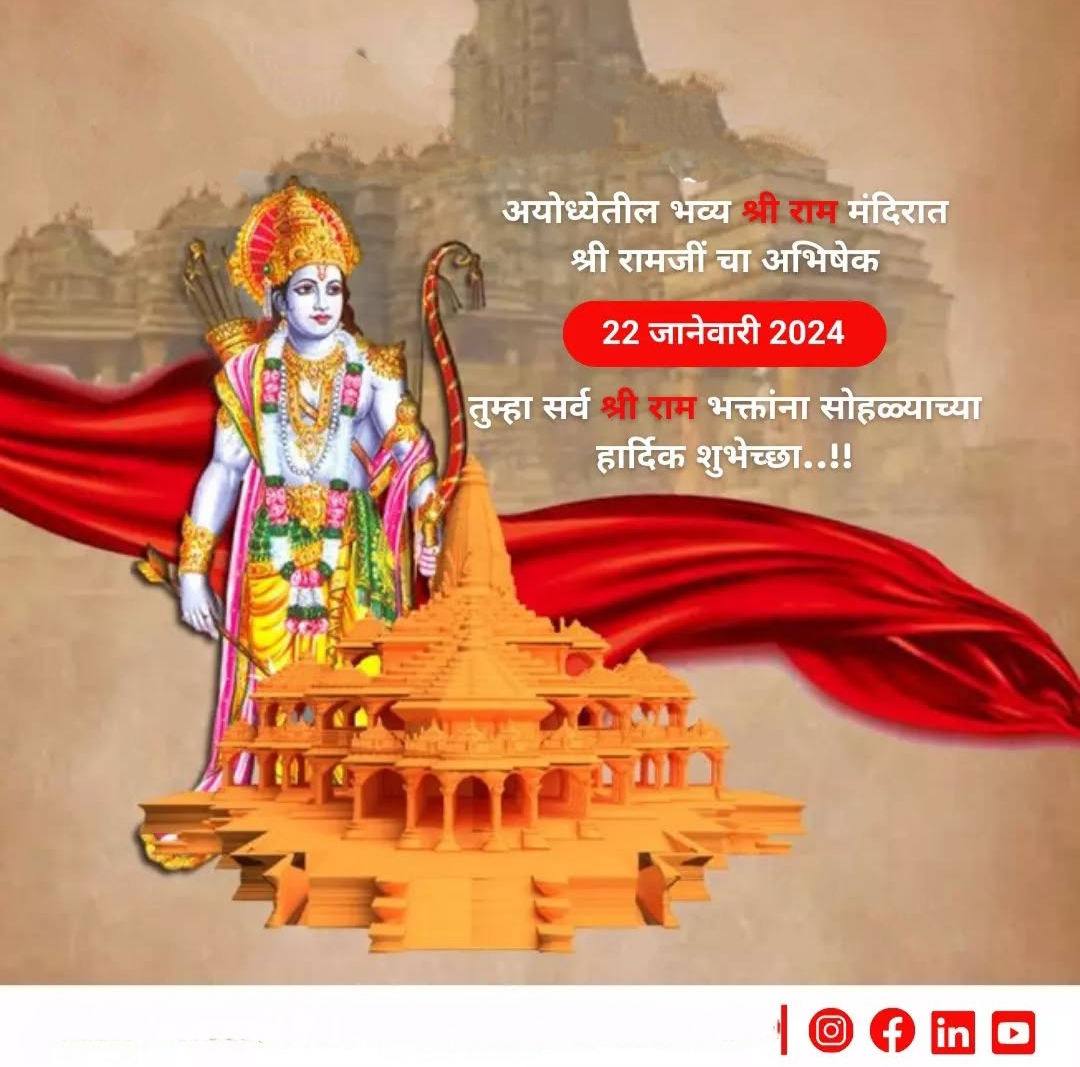 अयोध्येतील भव्य श्री राम मंदिरात
श्री रामजीं चा अभिषेक
22 जानेवारी 2024
तुम्हा सर्व श्री राम भक्तांना सोहळ्याच्या
हार्दिक शुभेच्छा..!!